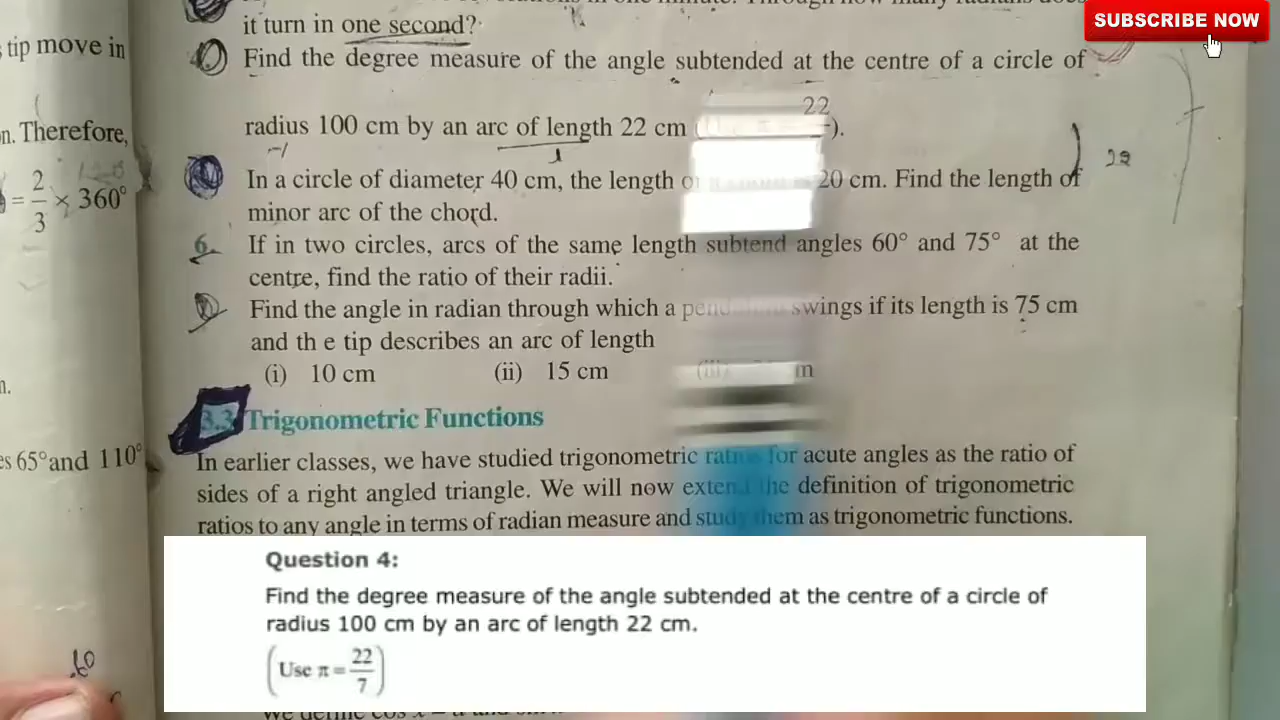 SUBSCRIBE NOW
it turn in one second?
tip move in
Find the degree measure of the angle subtended at the centre of a circle of
n. Therefore,
radius 100 cm by an arc of length 22 cm ( 22 ).
22
In a circle of diameter 40 cm, the length 20 cm. Find the length of
= 2/3 × 360°
minor arc of the chord.
6. If in two circles, arcs of the same length subtend angles 60° and 75° at the
centre, find the ratio of their radii.
Find the angle in radian through which a swings if its length is 75 cm
and th e tip describes an arc of length
(i) 10 cm (ii) 15 cm m
3.3 Trigonometric Functions
es 65° and 110°
In earlier classes, we have studied trigonometric ratios for acute angles as the ratio of
sides of a right angled triangle. We will now extend the definition of trigonometric
ratios to any angle in terms of radian measure and study them as trigonometric functions.
Question 4:
Find the degree measure of the angle subtended at the centre of a circle of
radius 100 cm by an arc of length 22 cm.
(Use π = 22/7)
60